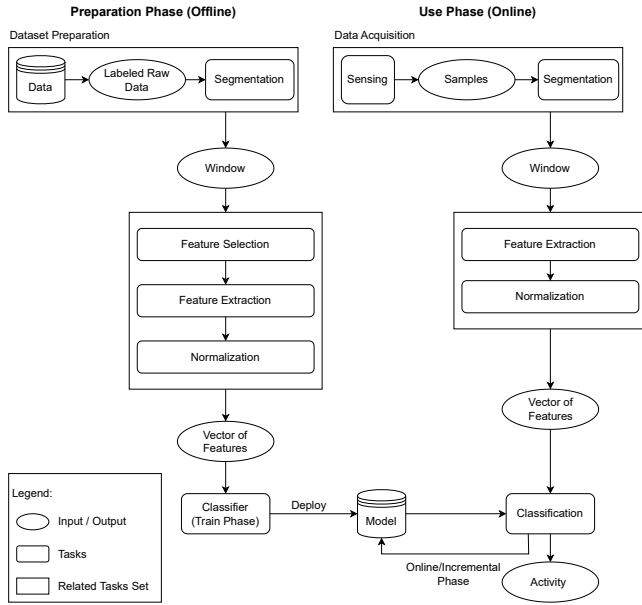 Preparation Phase (Offline)
Use Phase (Online)
Dataset Preparation
Data Acquisition
Data
Labeled Raw
Data
Segmentation
Sensing
Samples
Segmentation
Window
Window
Feature Selection
Feature Extraction
Normalization
Feature Extraction
Normalization
Vector of
Features
Vector of
Features
Legend:
Input / Output
Tasks
Related Tasks Set
Classifier
(Train Phase)
Deploy
Model
Classification
Online/Incremental
Phase
Activity